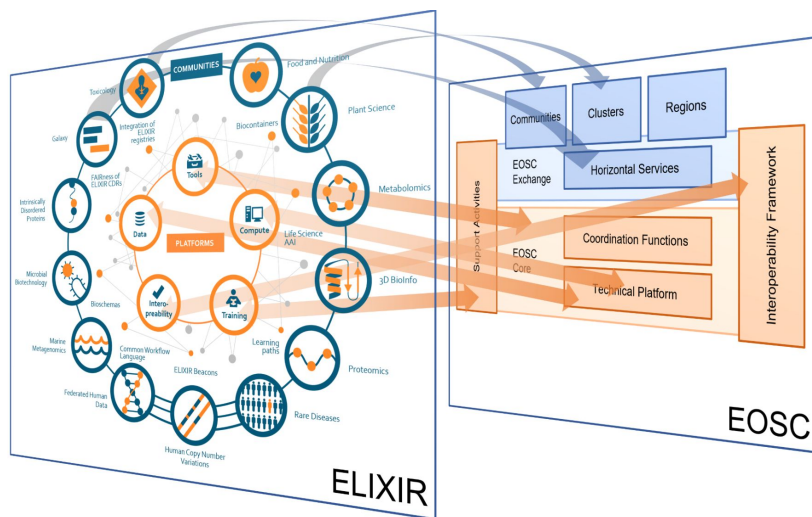 COMMUNITIES
Food and Nutrition
Toxicology
Plant Science
Galaxy
Integration of
ELIXIR
registries
Biocontainers
FAIRness of
ELIXIR CDRs
Tools
Metabolomics
Intrinsically
Disordered
Proteins
Data
Compute
Life Science
AAI
PLATFORMS
Microbial
Biotechnology
Bioschemas
Intero-
preability
Training
3D BioInfo
Learning
paths
Marine
Metagenomics
Common Workflow
Language
ELIXIR Beacons
Proteomics
Federated Human
Data
Rare Diseases
Human Copy Number
Variations
ELIXIR
Communities
Clusters
Regions
EOSC
Exchange
Horizontal Services
Support Activities
EOSC
Core
Coordination Functions
Technical Platform
Interoperability Framework
EOSC